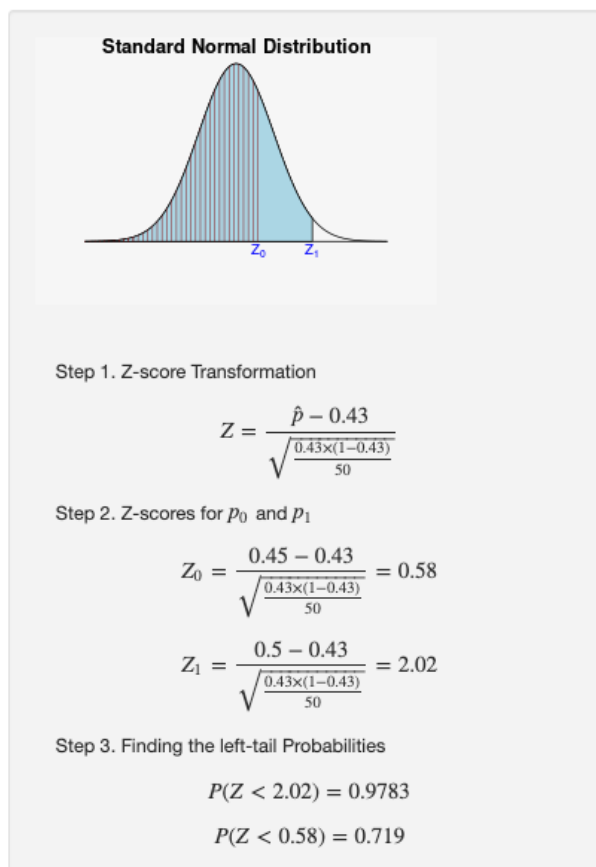 Standard Normal Distribution
Z₀ Z₁
Step 1. Z-score Transformation
Z = (p̂ − 0.43) / √(0.43×(1−0.43)/50)
Step 2. Z-scores for p₀ and p₁
Z₀ = (0.45 − 0.43) / √(0.43×(1−0.43)/50) = 0.58
Z₁ = (0.5 − 0.43) / √(0.43×(1−0.43)/50) = 2.02
Step 3. Finding the left-tail Probabilities
P(Z < 2.02) = 0.9783
P(Z < 0.58) = 0.719